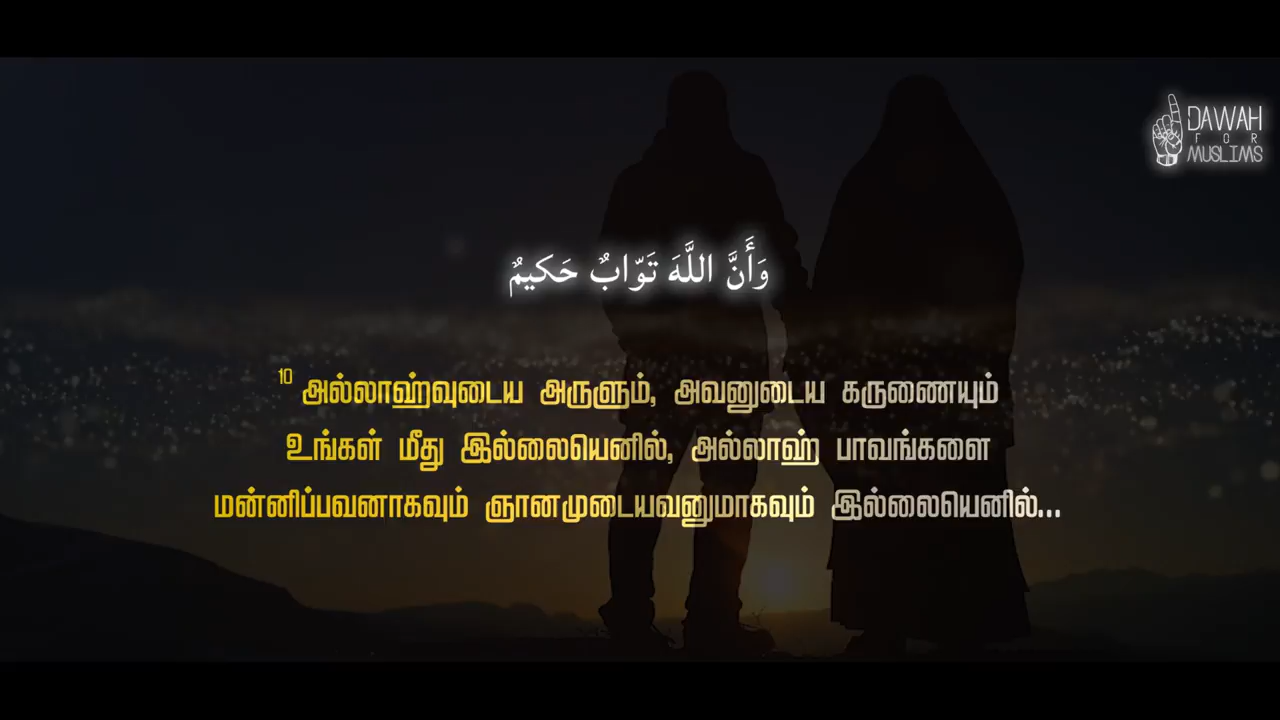 DAWAH
FOR
MUSLIMS
وَأَنَّ اللَّهَ تَوَّابٌ حَكِيمٌ
10 அல்லாஹ்வுடைய அருளும், அவனுடைய கருணையும்
உங்கள் மீது இல்லையெனில், அல்லாஹ் பாவங்களை
மன்னிப்பவனாகவும் ஞானமுடையவனுமாகவும் இல்லையெனில்...